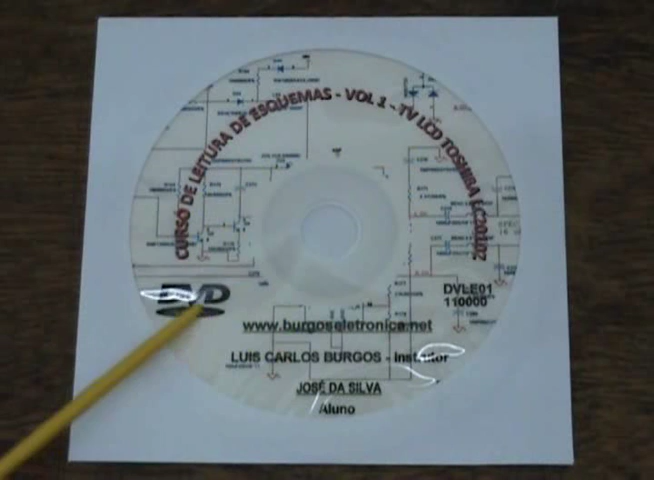 CURSO DE LEITURA DE ESQUEMAS - VOL 1 - TV LCD TOSHIBA LC2010Z
DVD
DVLE01
110000
www.burgoseletronica.net
LUIS CARLOS BURGOS - instrutor
JOSÉ DA SILVA
Aluno